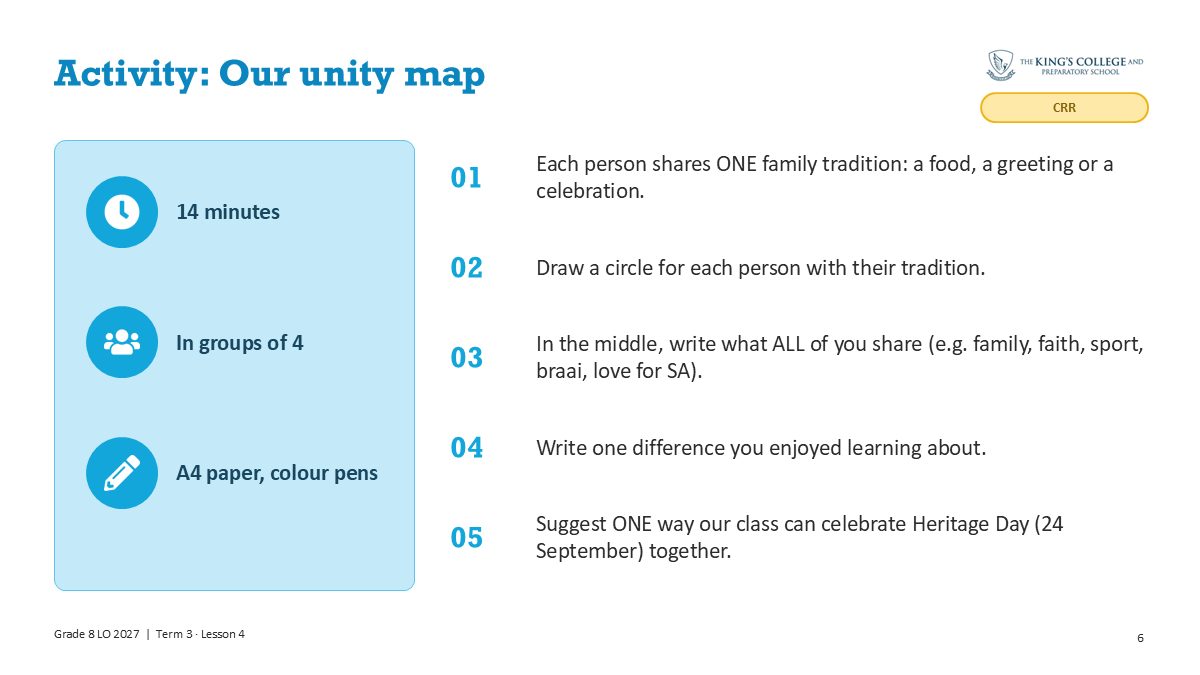 Activity: Our unity map
THE KING'S COLLEGE AND
PREPARATORY SCHOOL
CRR
14 minutes
In groups of 4
A4 paper, colour pens
01
Each person shares ONE family tradition: a food, a greeting or a
celebration.
02
Draw a circle for each person with their tradition.
03
In the middle, write what ALL of you share (e.g. family, faith, sport,
braai, love for SA).
04
Write one difference you enjoyed learning about.
05
Suggest ONE way our class can celebrate Heritage Day (24
September) together.
Grade 8 LO 2027 | Term 3 · Lesson 4
6